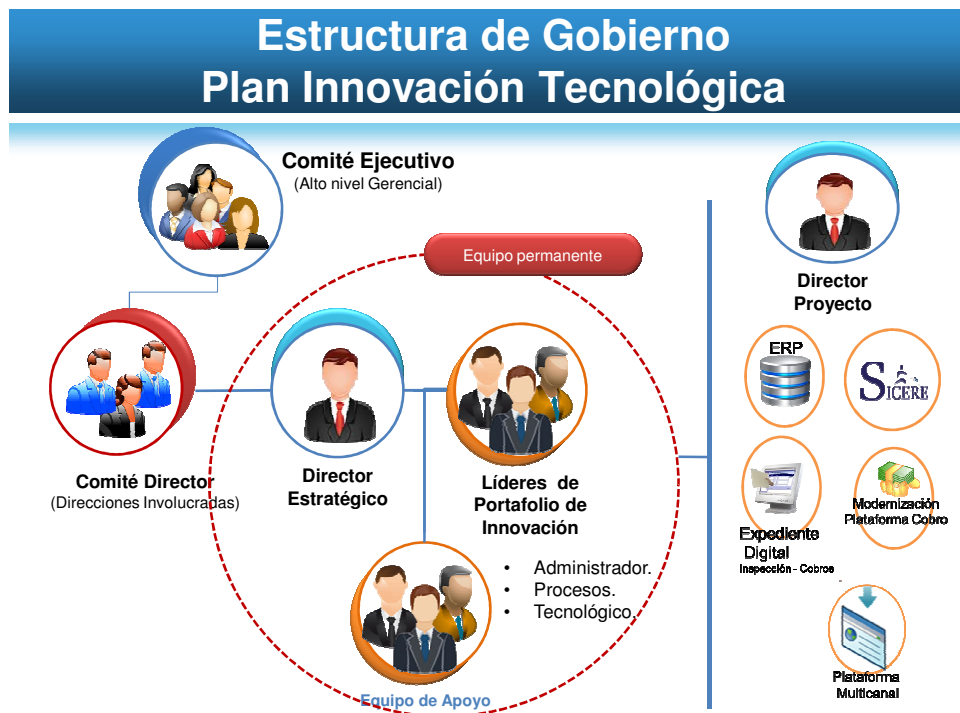 Estructura de Gobierno
Plan Innovación Tecnológica
Comité Ejecutivo
(Alto nivel Gerencial)
Equipo permanente
Comité Director
(Direcciones Involucradas)
Director
Estratégico
Líderes de
Portafolio de
Innovación
• Administrador.
• Procesos.
• Tecnológico.
Equipo de Apoyo
Director
Proyecto
ERP
SICERE
Expediente
Digital
Inspección - Cobros
Modernización
Plataforma Cobro
Plataforma
Multicanal